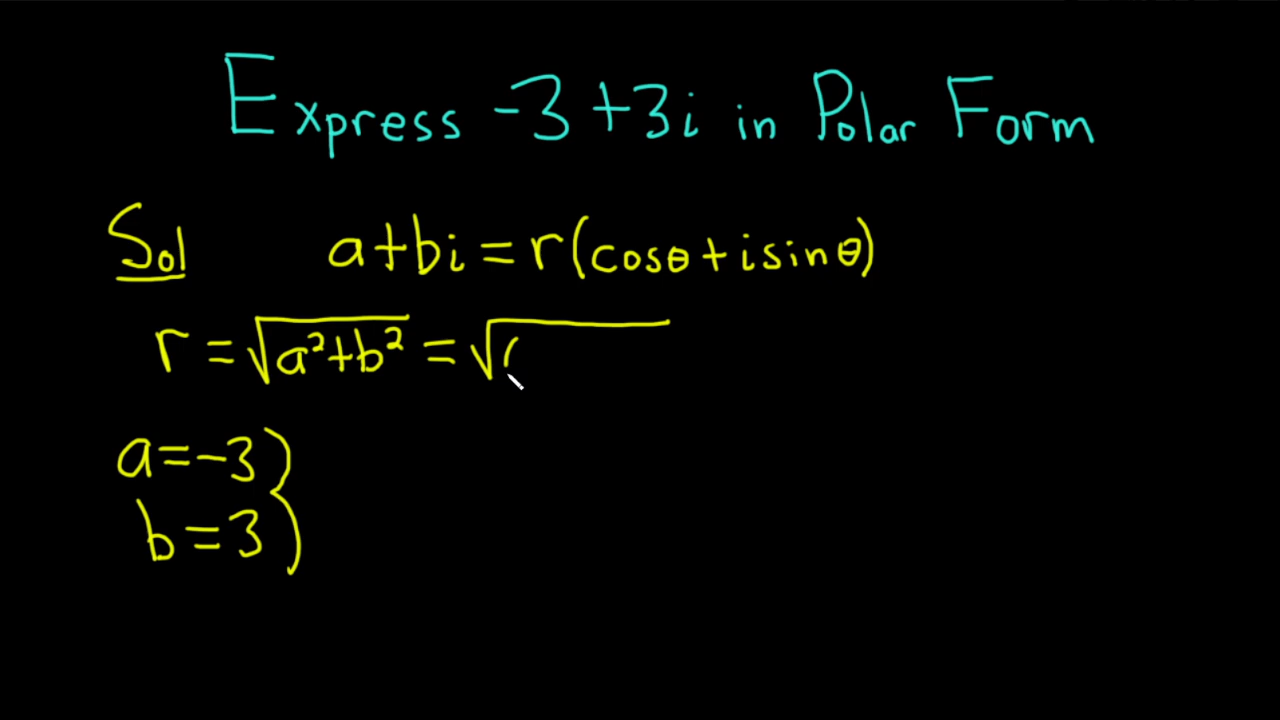 Express -3+3i in Polar Form
Sol a+bi=r(cosθ+isinθ)
r=√a²+b²=√(
a=-3
b=3